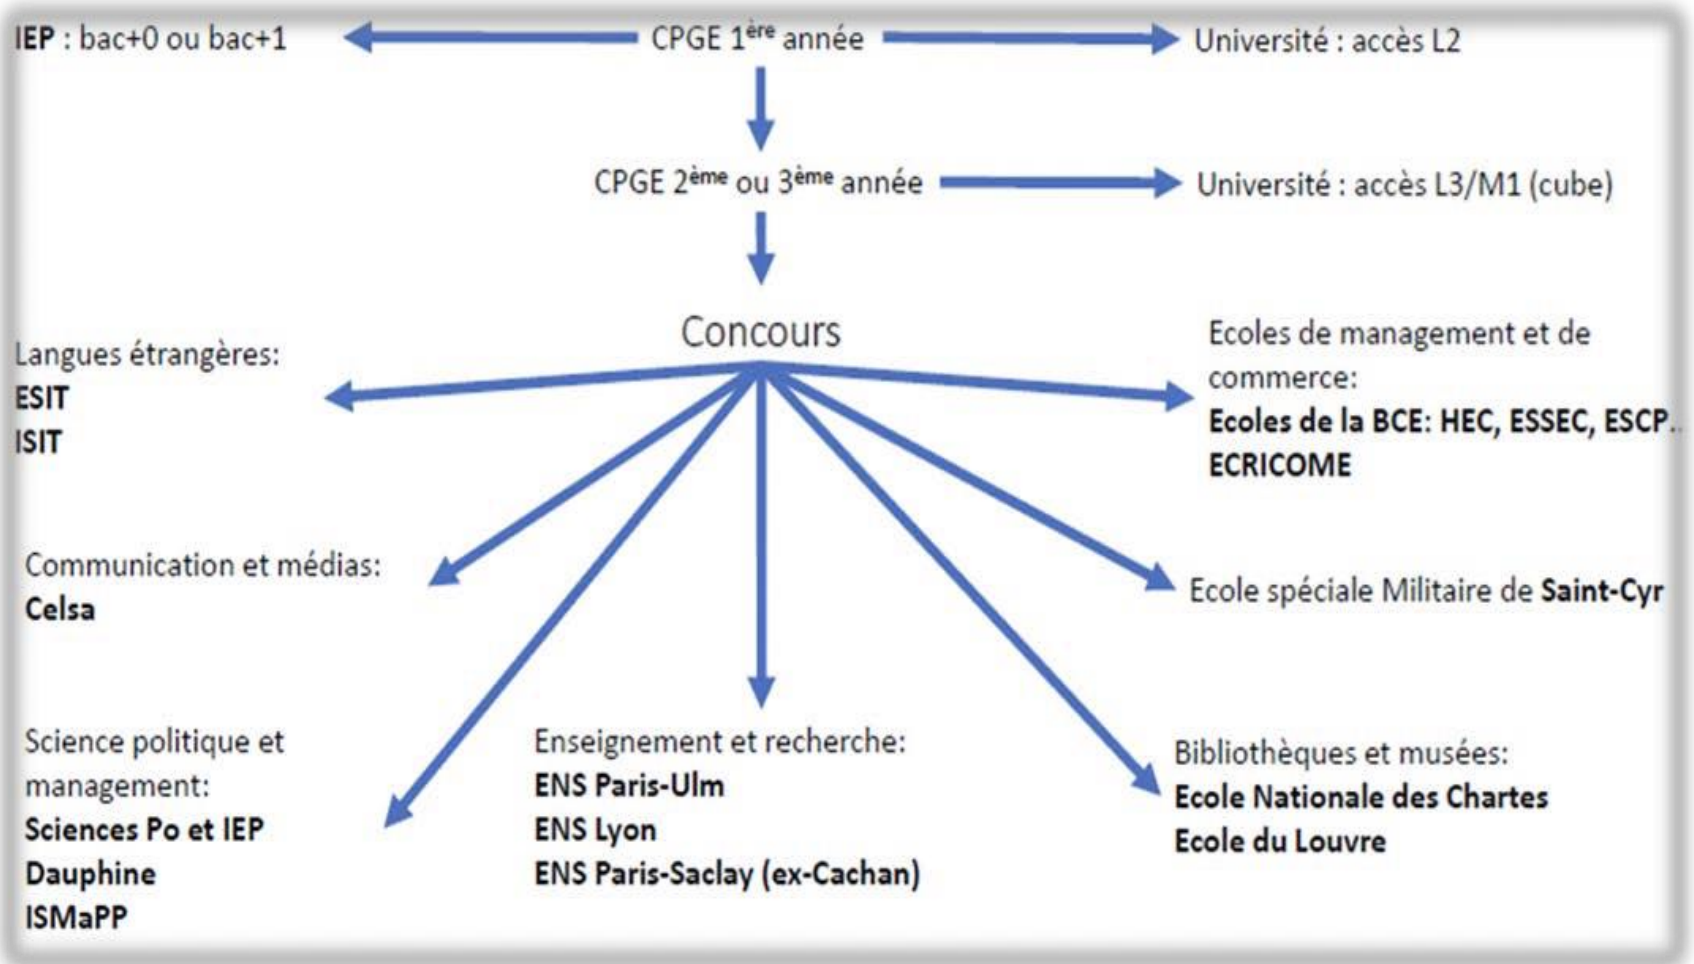 IEP : bac+0 ou bac+1
CPGE 1ère année
Université : accès L2
CPGE 2ème ou 3ème année
Université : accès L3/M1 (cube)
Concours
Langues étrangères:
ESIT
ISIT
Ecoles de management et de
commerce:
Ecoles de la BCE: HEC, ESSEC, ESCP..
ECRICOME
Communication et médias:
Celsa
Ecole spéciale Militaire de Saint-Cyr
Science politique et
management:
Sciences Po et IEP
Dauphine
ISMaPP
Enseignement et recherche:
ENS Paris-Ulm
ENS Lyon
ENS Paris-Saclay (ex-Cachan)
Bibliothèques et musées:
Ecole Nationale des Chartes
Ecole du Louvre